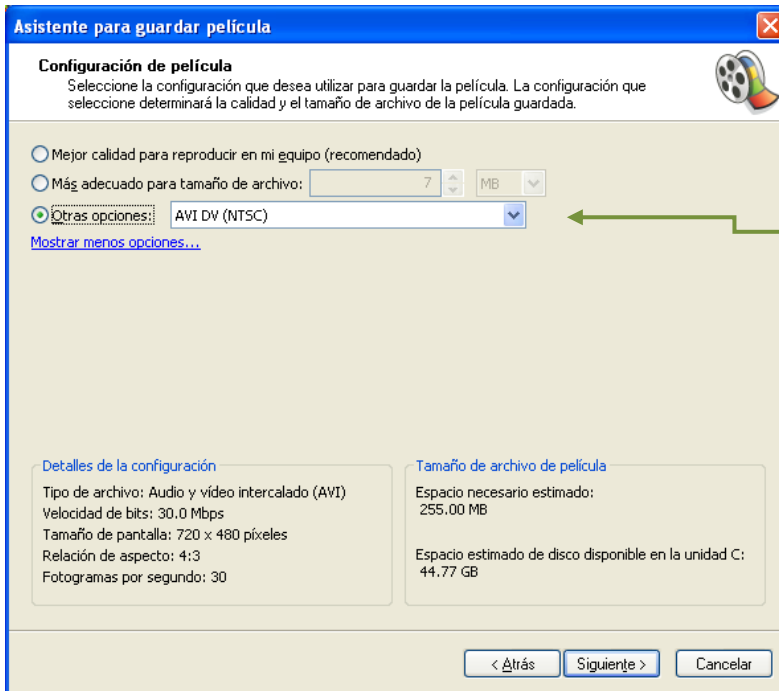 Asistente para guardar película
Configuración de película
Seleccione la configuración que desea utilizar para guardar la película. La configuración que
seleccione determinará la calidad y el tamaño de archivo de la película guardada.
Mejor calidad para reproducir en mi equipo (recomendado)
Más adecuado para tamaño de archivo: 7 MB
Otras opciones: AVI DV (NTSC)
Mostrar menos opciones...
Detalles de la configuración
Tipo de archivo: Audio y vídeo intercalado (AVI)
Velocidad de bits: 30.0 Mbps
Tamaño de pantalla: 720 x 480 píxeles
Relación de aspecto: 4:3
Fotogramas por segundo: 30
Tamaño de archivo de película
Espacio necesario estimado:
255.00 MB
Espacio estimado de disco disponible en la unidad C:
44.77 GB
< Atrás
Siguiente >
Cancelar